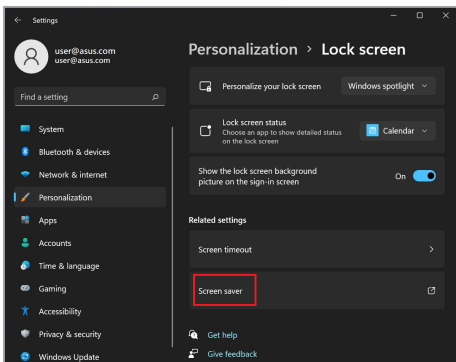 Settings
user@asus.com
user@asus.com
Find a setting
System
Bluetooth & devices
Network & internet
Personalization
Apps
Accounts
Time & language
Gaming
Accessibility
Privacy & security
Windows Update
Personalization > Lock screen
Personalize your lock screen
Windows spotlight
Lock screen status
Choose an app to show detailed status
on the lock screen
Calendar
Show the lock screen background
picture on the sign-in screen
On
Related settings
Screen timeout
Screen saver
Get help
Give feedback